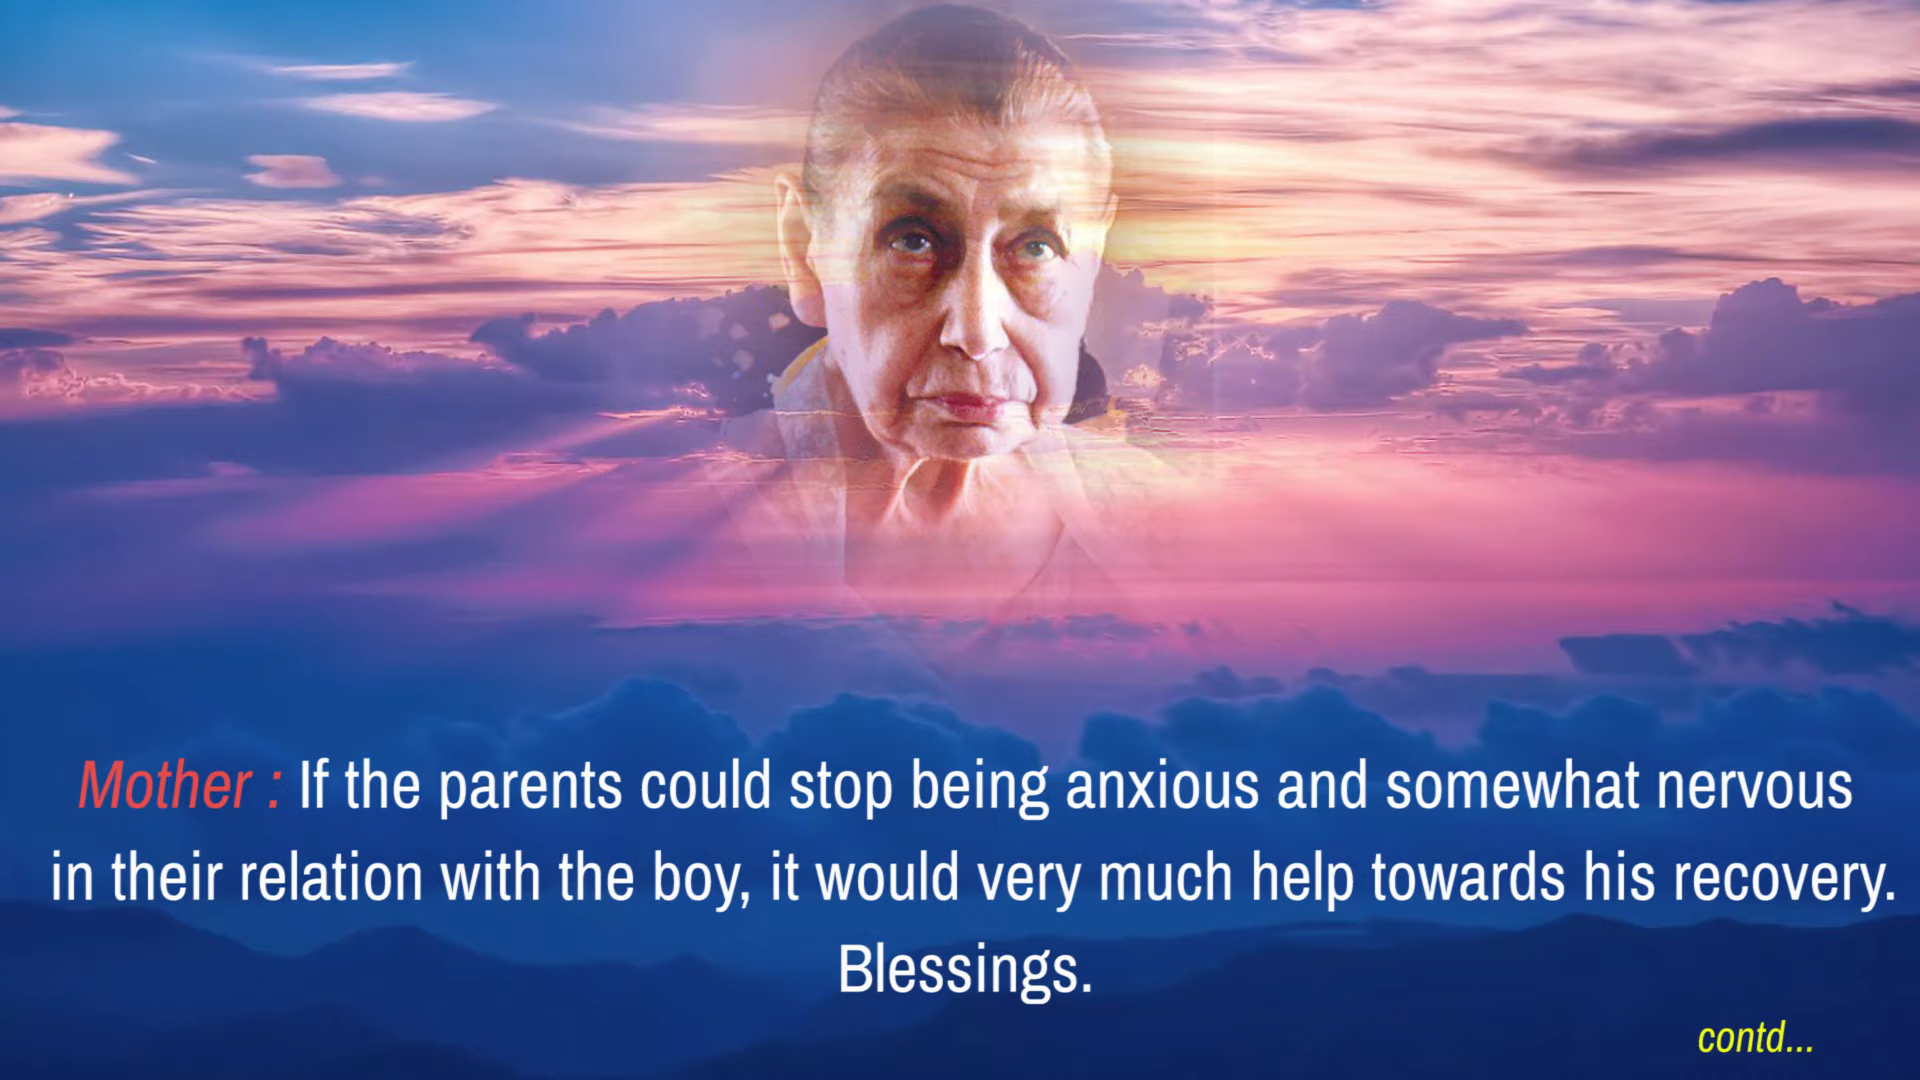 Mother : If the parents could stop being anxious and somewhat nervous
in their relation with the boy, it would very much help towards his recovery.
Blessings.
contd...